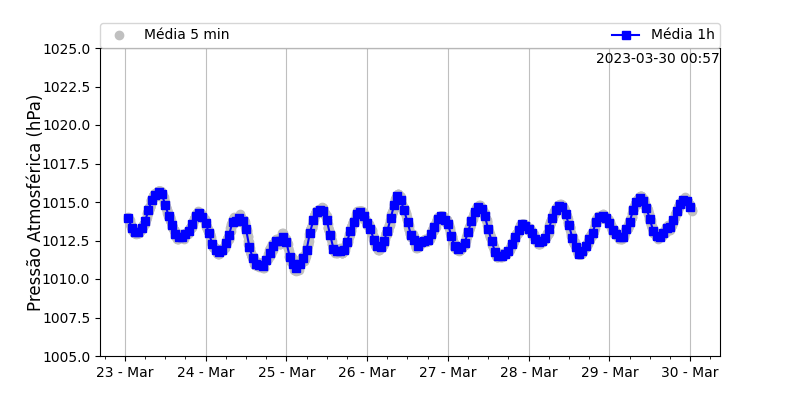 Média 5 min
Média 1h
2023-03-30 00:57
Pressão Atmosférica (hPa)
1025.0
1022.5
1020.0
1017.5
1015.0
1012.5
1010.0
1007.5
1005.0
23 - Mar
24 - Mar
25 - Mar
26 - Mar
27 - Mar
28 - Mar
29 - Mar
30 - Mar